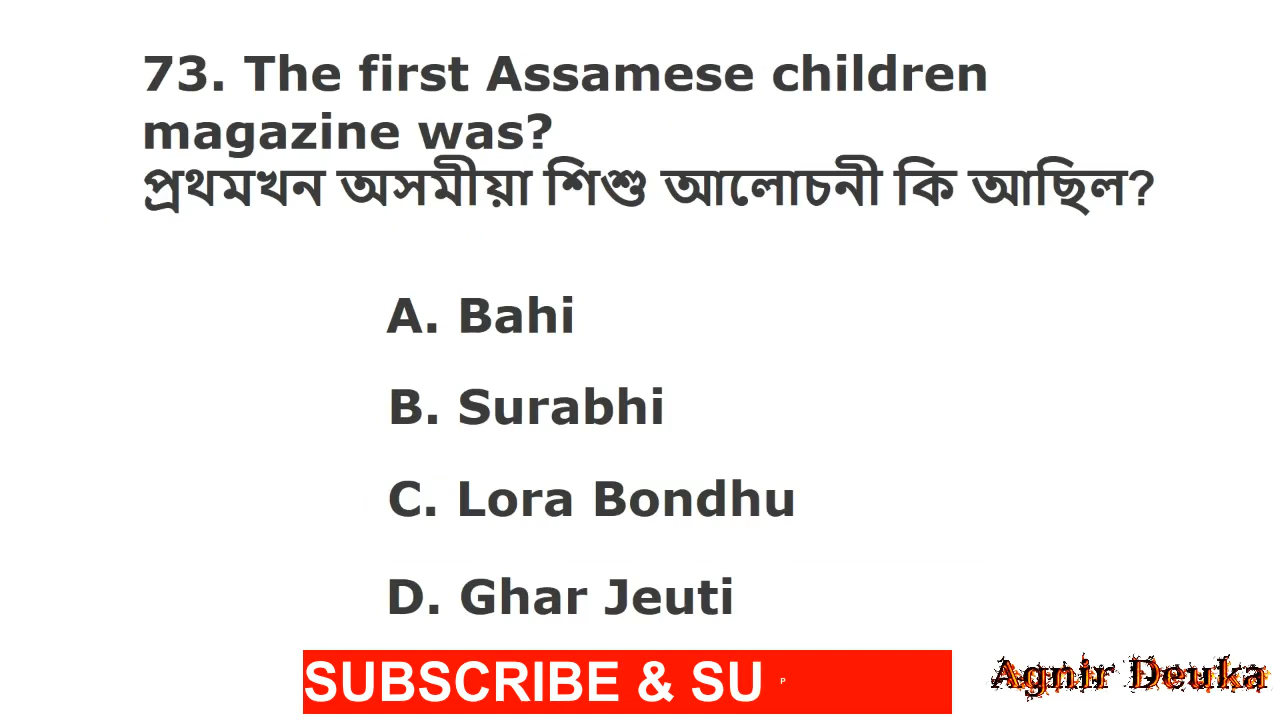 73. The first Assamese children
magazine was?
প্ৰথমখন অসমীয়া শিশু আলোচনী কি আছিল?
A. Bahi
B. Surabhi
C. Lora Bondhu
D. Ghar Jeuti
SUBSCRIBE & SU P
Agnir Deuka